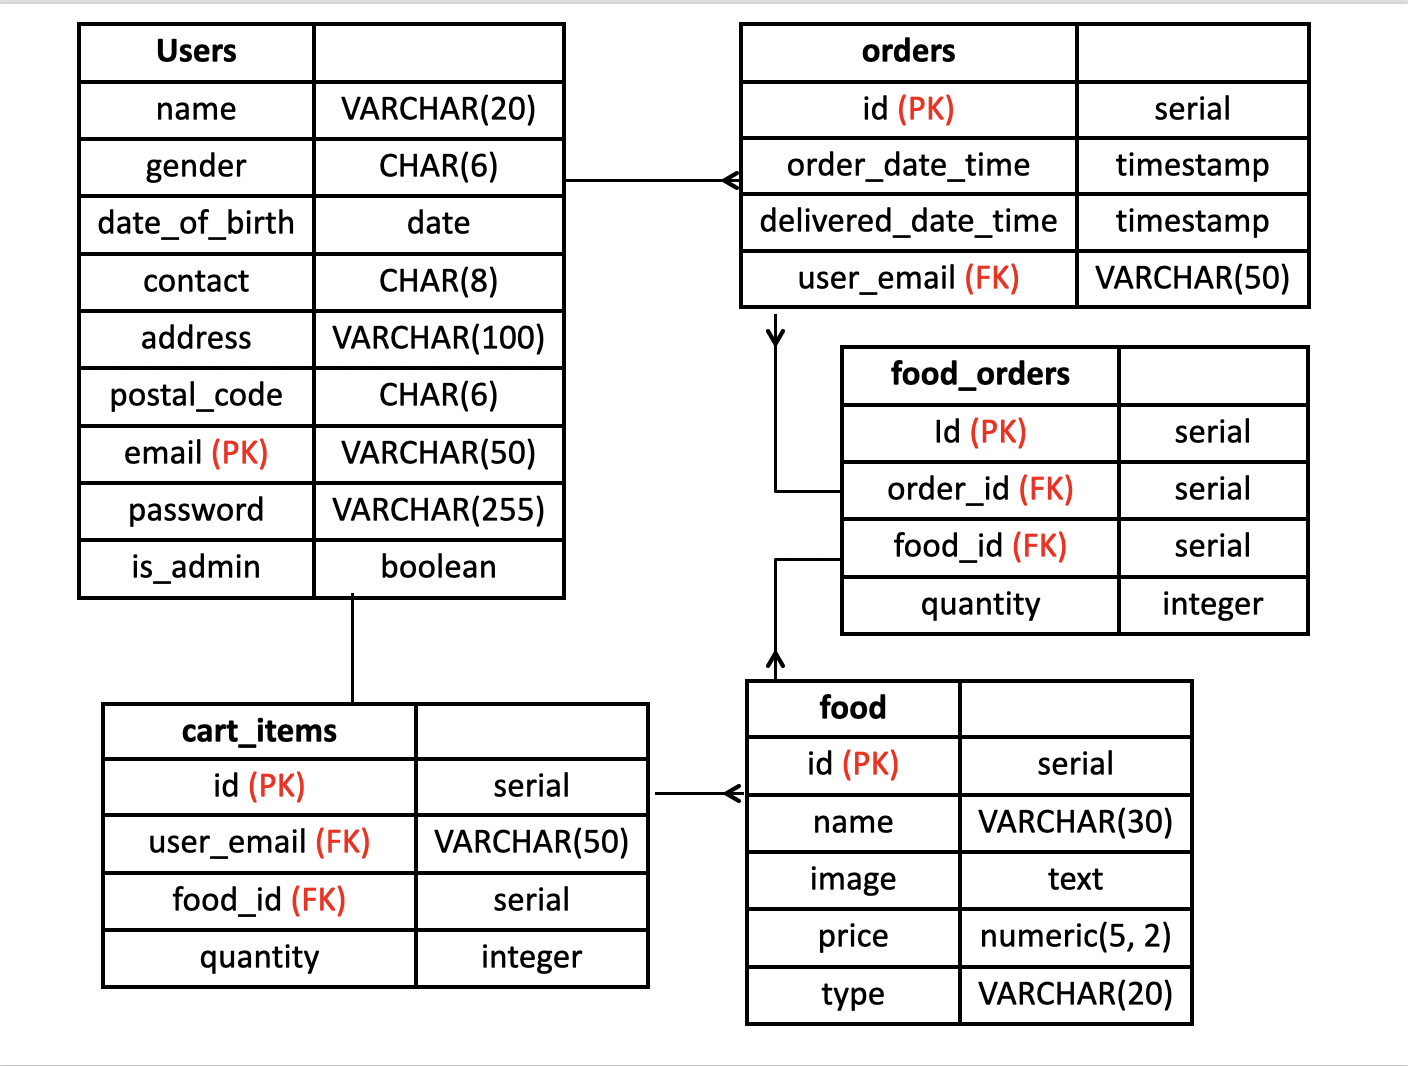 Users
name VARCHAR(20)
gender CHAR(6)
date_of_birth date
contact CHAR(8)
address VARCHAR(100)
postal_code CHAR(6)
email (PK) VARCHAR(50)
password VARCHAR(255)
is_admin boolean
orders
id (PK) serial
order_date_time timestamp
delivered_date_time timestamp
user_email (FK) VARCHAR(50)
food_orders
Id (PK) serial
order_id (FK) serial
food_id (FK) serial
quantity integer
cart_items
id (PK) serial
user_email (FK) VARCHAR(50)
food_id (FK) serial
quantity integer
food
id (PK) serial
name VARCHAR(30)
image text
price numeric(5, 2)
type VARCHAR(20)